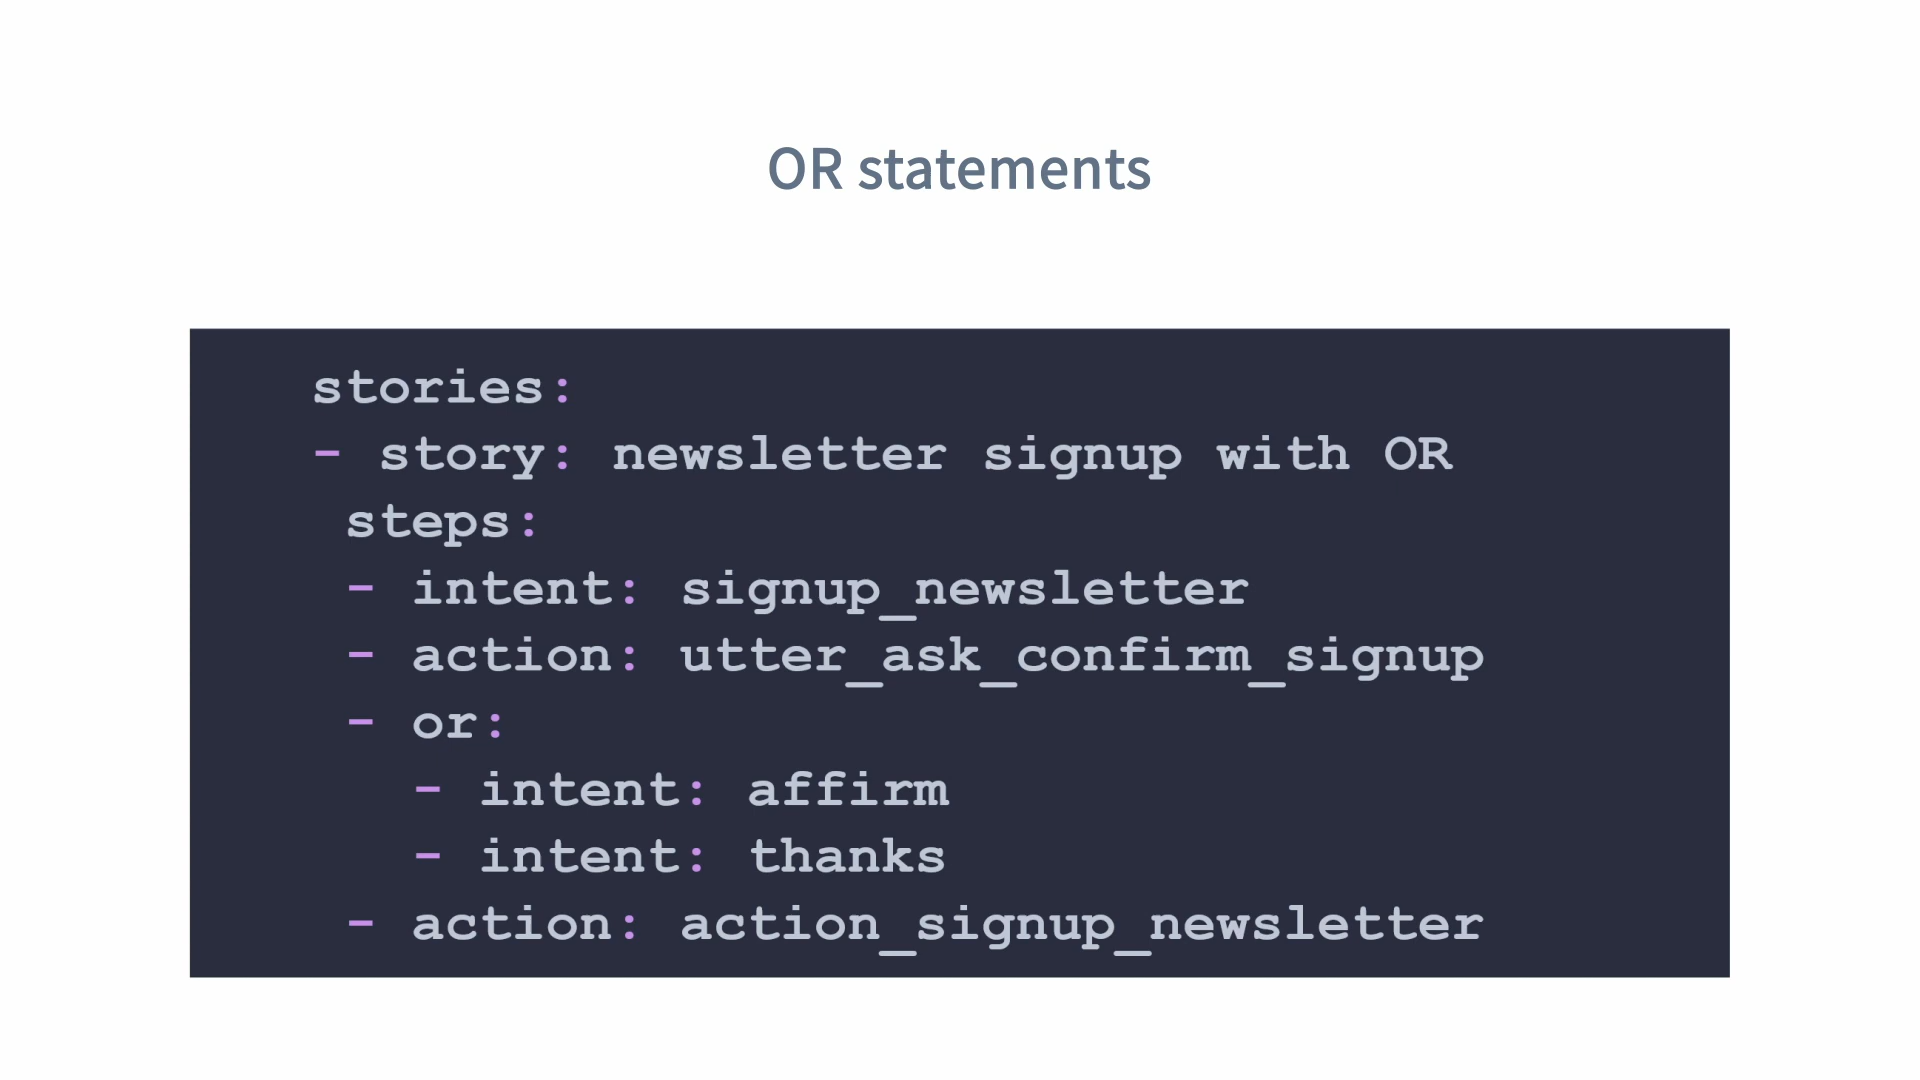 OR statements
stories:
- story: newsletter signup with OR
steps:
- intent: signup_newsletter
- action: utter_ask_confirm_signup
- or:
- intent: affirm
- intent: thanks
- action: action_signup_newsletter